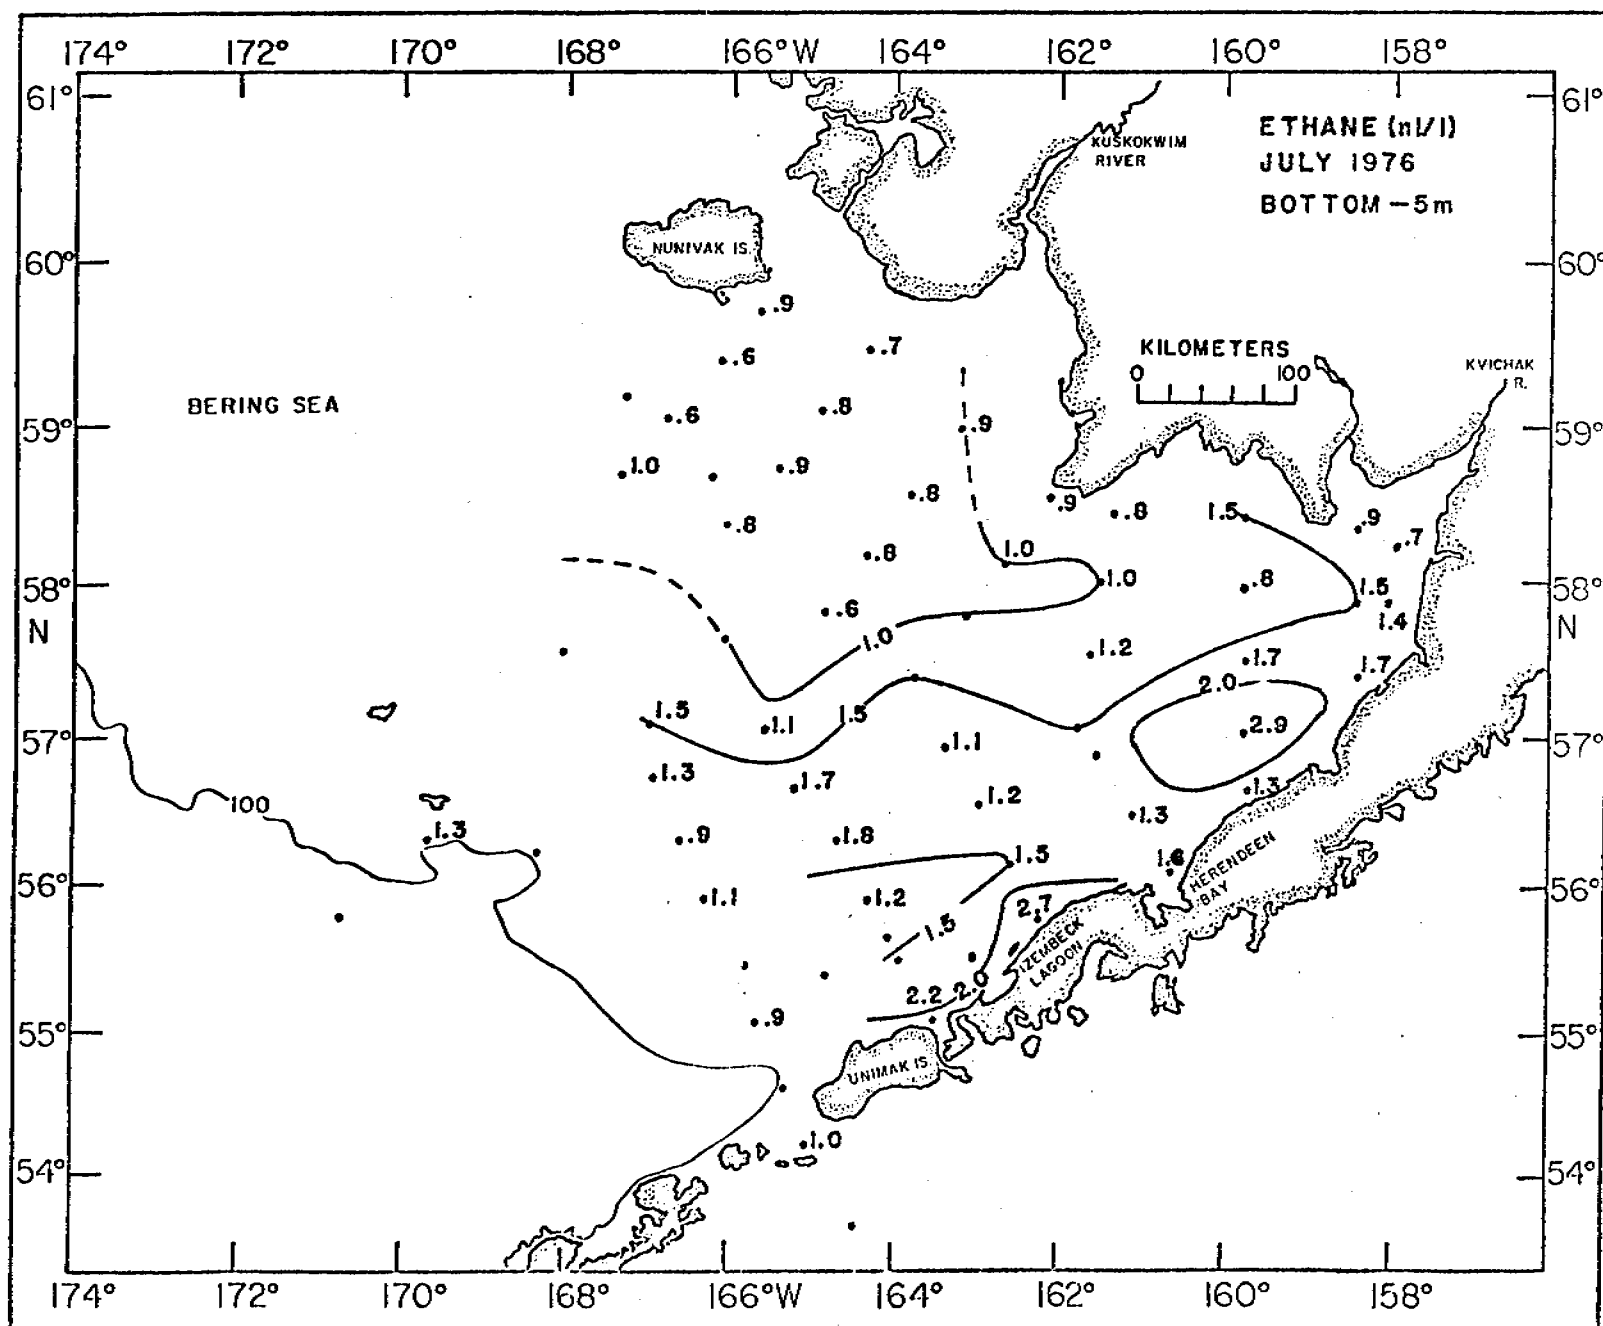 174° 172° 170° 168° 166°W 164° 162° 160° 158°
61° 61°
ETHANE (nl/l)
KUSKOKWIM
RIVER
JULY 1976
BOTTOM -5m
NUNIVAK IS.
60° 60°
.9
.6 .7
KILOMETERS
0 100
KVICHAK
R.
BERING SEA
.6 .8
59° .9 59°
1.0 .9
.8 .9 .8 1.5 .9
.8 .7
.8 1.0
58° 1.0 .8 1.5 58°
N .6 1.4 N
1.0 1.2
1.7 1.7
2.0
1.5 1.1 1.5 2.9
57° 1.1 57°
1.3 1.7 1.2 1.3
100 1.3
1.3 .9 1.8
1.5 1.6
HERENDEEN
BAY
56° 1.1 1.2 56°
2.7
1.5
IZEMBECK
LAGOON
2.2 2.0
.9
55° 55°
UNIMAK IS.
1.0
54° 54°
174° 172° 170° 168° 166°W 164° 162° 160° 158°